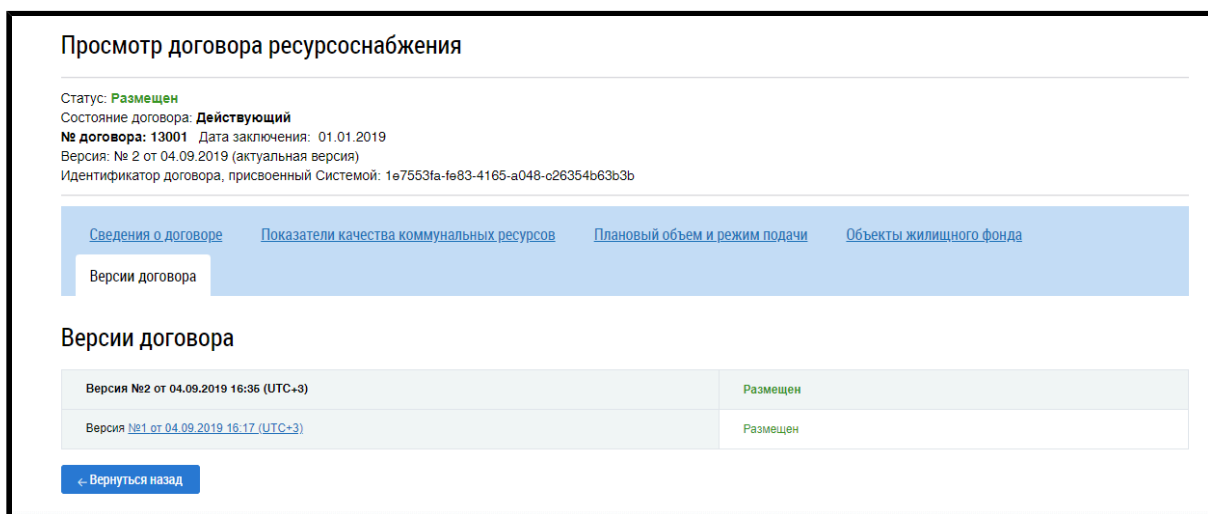 Просмотр договора ресурсоснабжения
Статус: Размещен
Состояние договора: Действующий
№ договора: 13001 Дата заключения: 01.01.2019
Версия: № 2 от 04.09.2019 (актуальная версия)
Идентификатор договора, присвоенный Системой: 1e7553fa-fe83-4165-a048-c26354b63b3b
Сведения о договоре Показатели качества коммунальных ресурсов Плановый объем и режим подачи Объекты жилищного фонда
Версии договора
Версии договора
Версия №2 от 04.09.2019 16:35 (UTC+3) Размещен
Версия №1 от 04.09.2019 16:17 (UTC+3) Размещен
← Вернуться назад